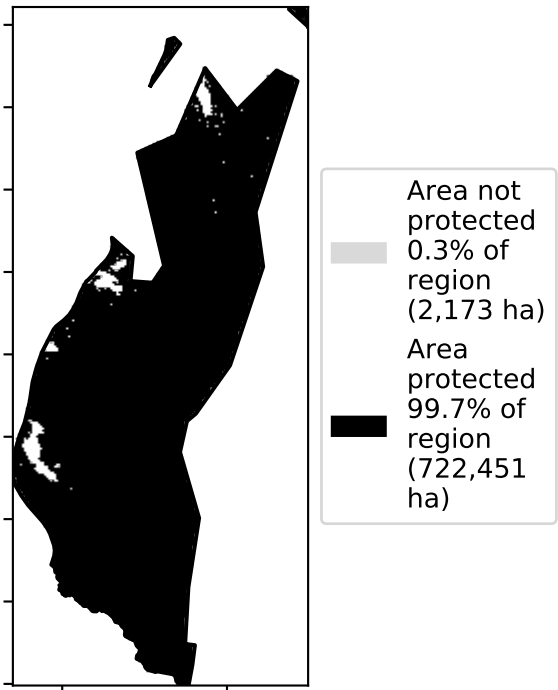 Area not
protected
0.3% of
region
(2,173 ha)
Area
protected
99.7% of
region
(722,451
ha)